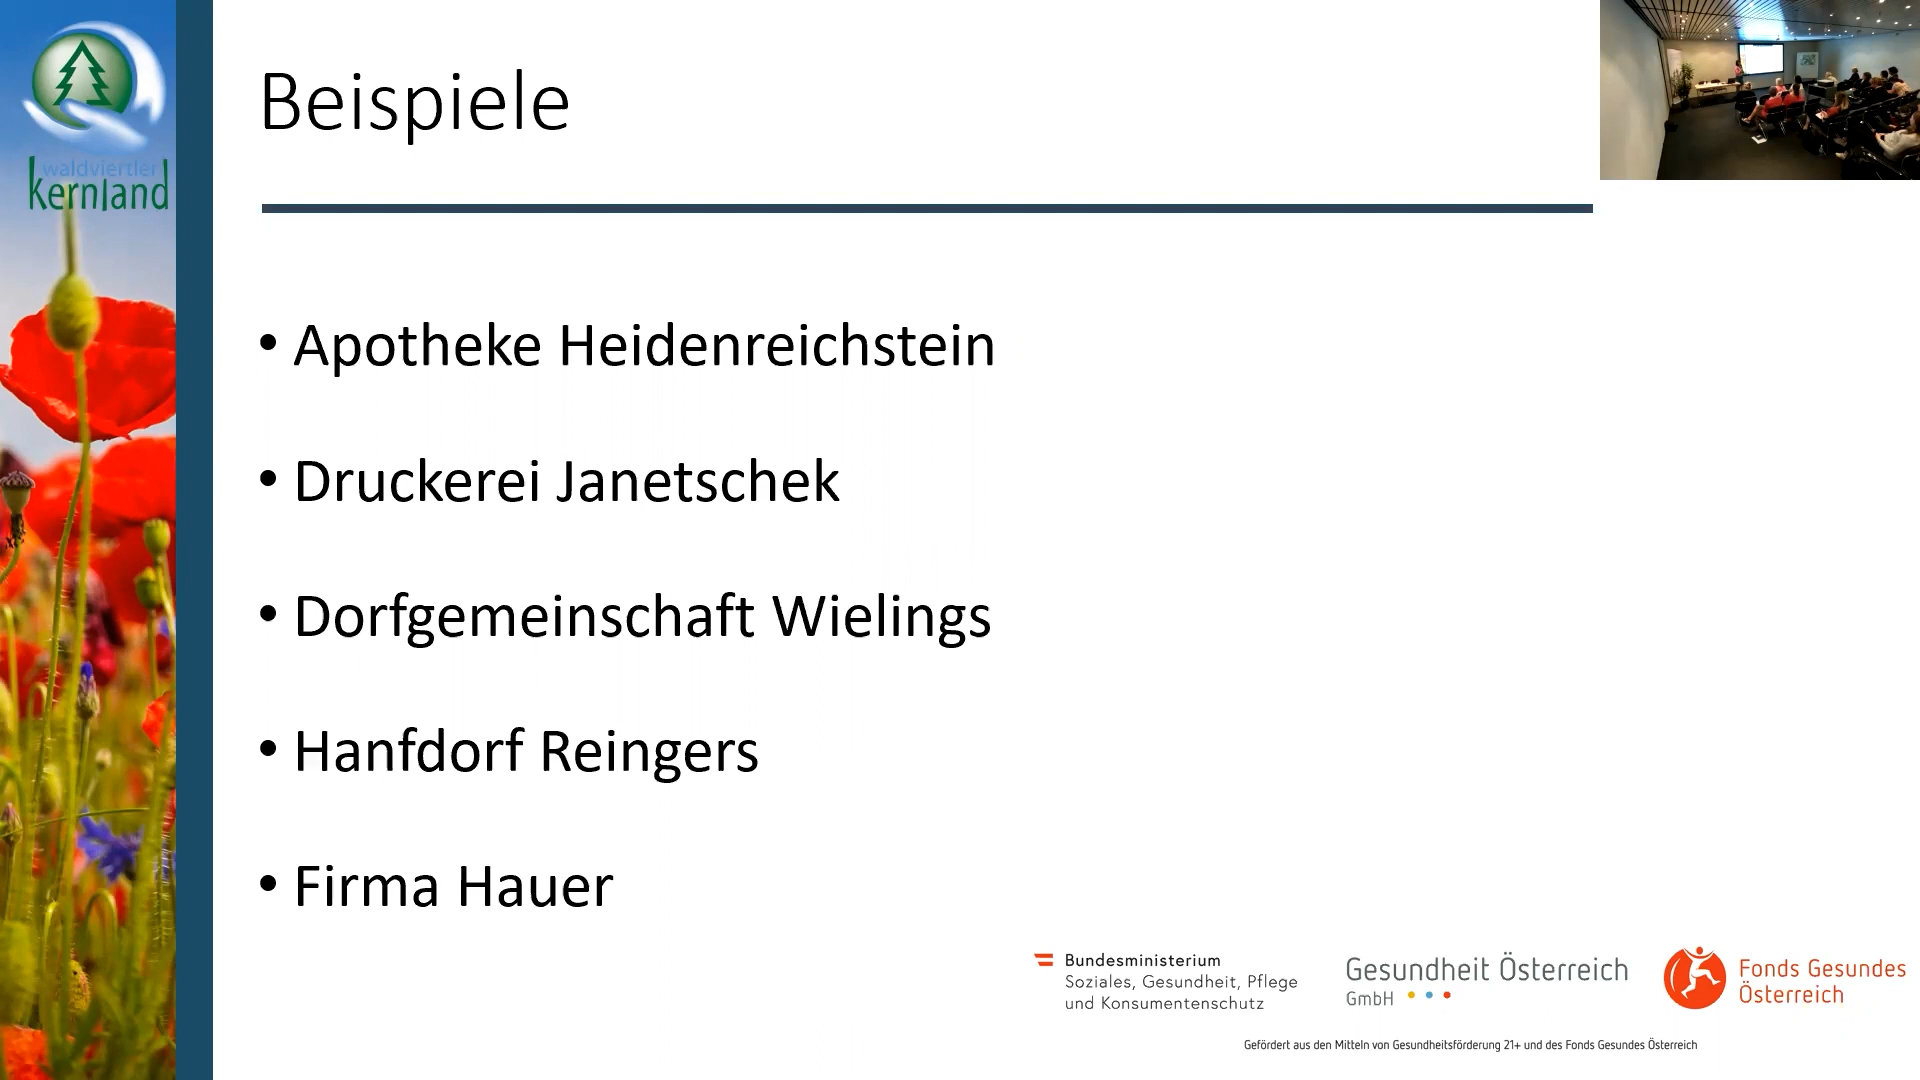 waldviertler
kernland
Beispiele
• Apotheke Heidenreichstein
• Druckerei Janetschek
• Dorfgemeinschaft Wielings
• Hanfdorf Reingers
• Firma Hauer
Bundesministerium
Soziales, Gesundheit, Pflege
und Konsumentenschutz
Gesundheit Österreich
GmbH
Fonds Gesundes
Österreich
Gefördert aus den Mitteln von Gesundheitsförderung 21+ und des Fonds Gesundes Österreich